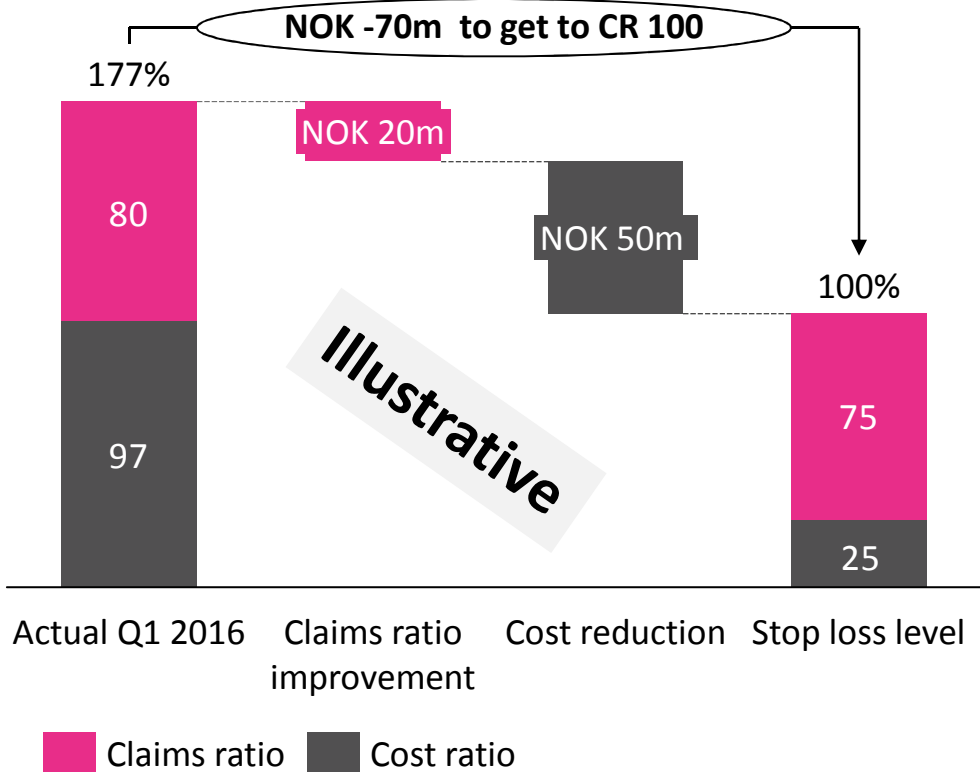 NOK -70m  to get to CR 100
177%
NOK 20m
80
NOK 50m
100%
Illustrative
75
97
25
Actual Q1 2016
Claims ratio
improvement
Cost reduction
Stop loss level
Claims ratio
Cost ratio